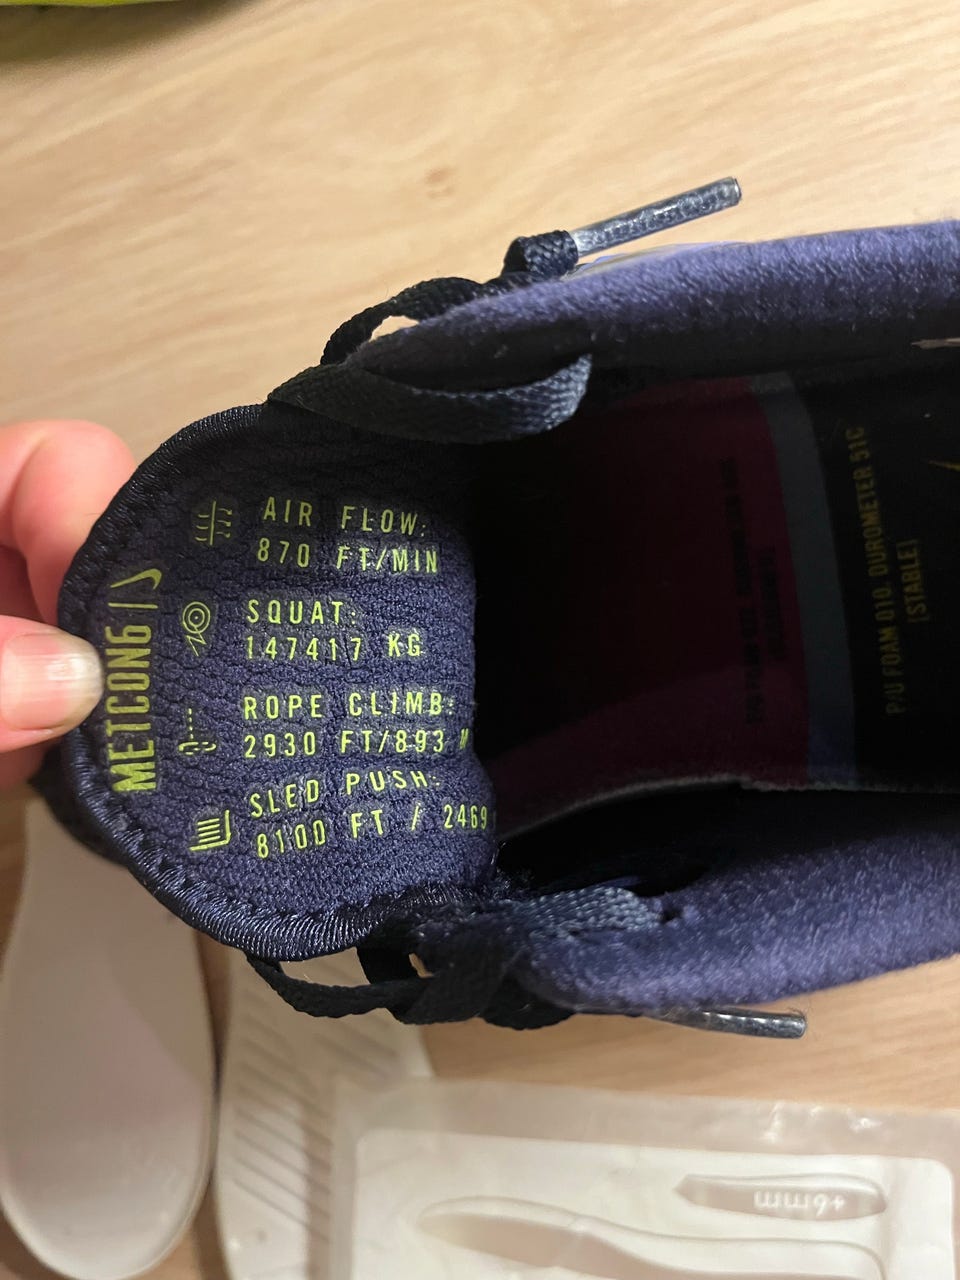 METCON6
AIR FLOW:
870 FT/MIN
SQUAT:
147417 KG
ROPE CLIMB:
2930 FT/893 M
SLED PUSH:
8100 FT / 2469
P/U FOAM 010. DUROMETER 51C
[STABLE]
+6mm